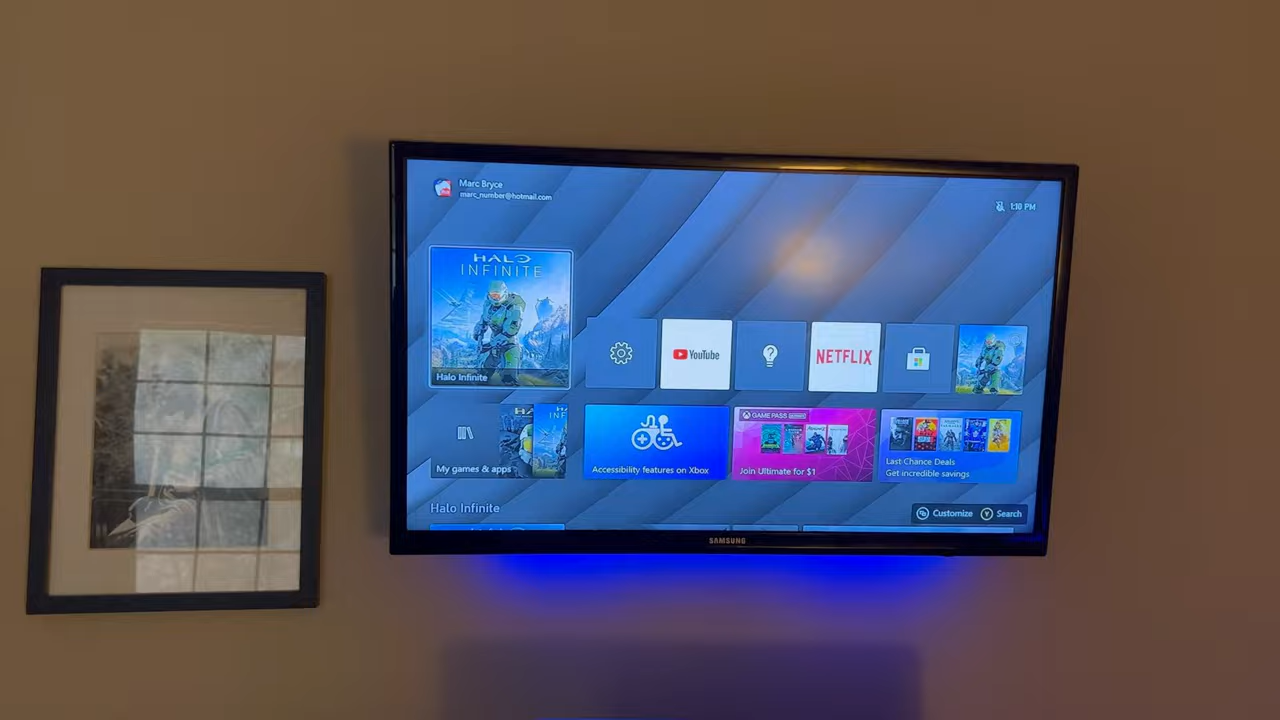 Marc Bryce
marc_number@hotmail.com
1:10 PM
HALO
INFINITE
Halo Infinite
YouTube
NETFLIX
My games & apps
Accessibility features on Xbox
GAME PASS
Join Ultimate for $1
Last Chance Deals
Get incredible savings
Halo Infinite
Customize
Y Search
SAMSUNG